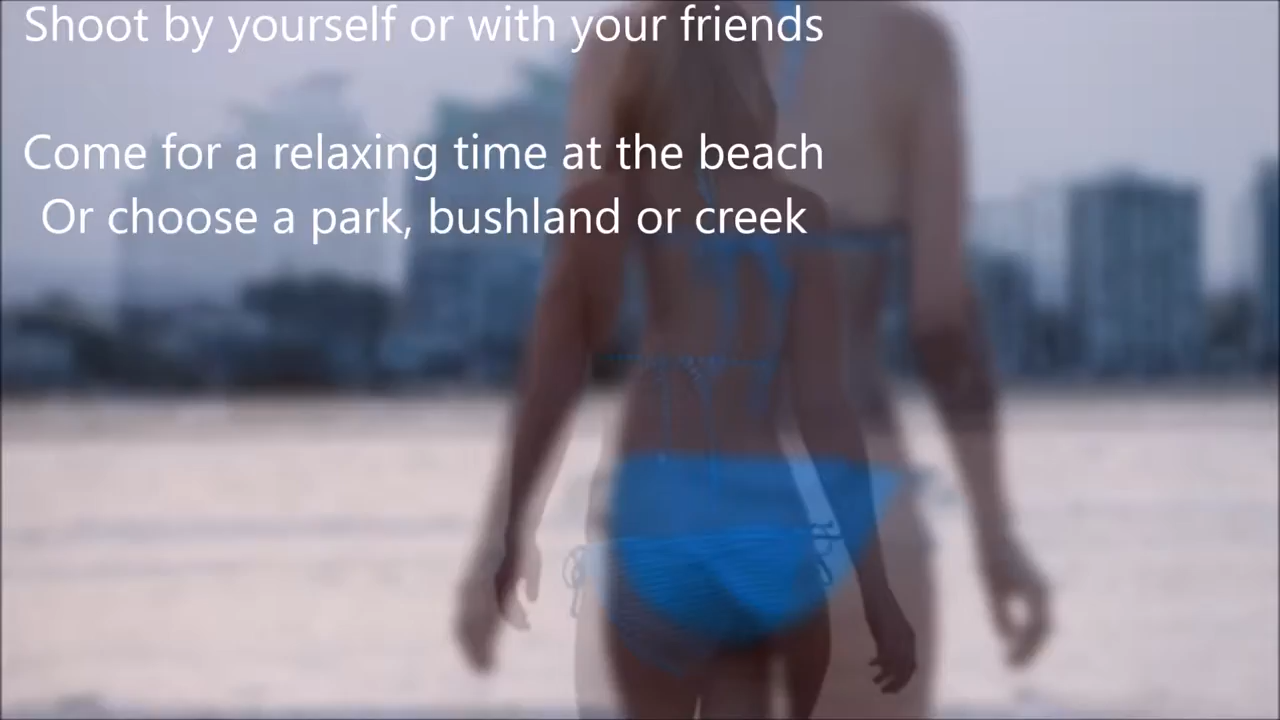 Shoot by yourself or with your friends
Come for a relaxing time at the beach
Or choose a park, bushland or creek